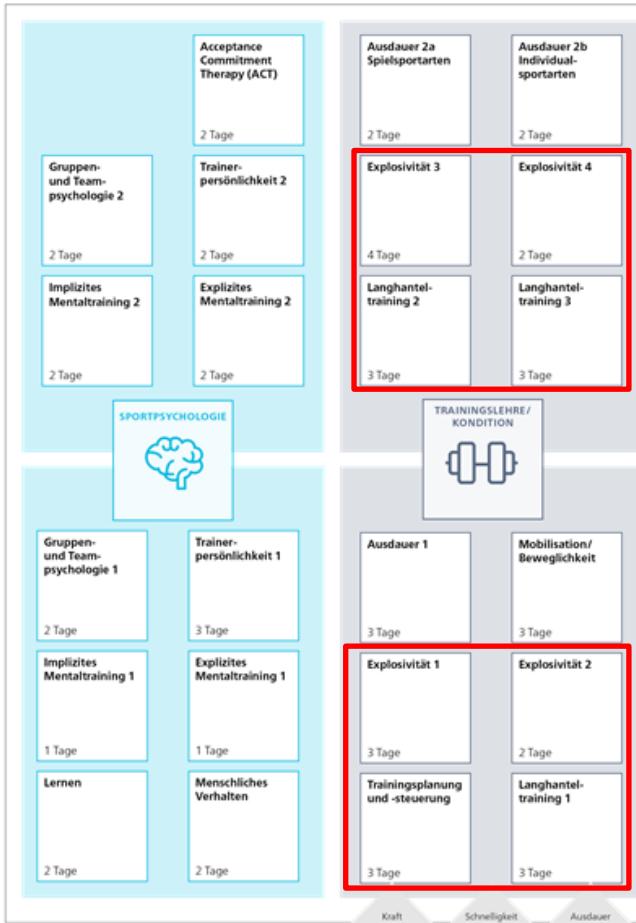 Acceptance
Commitment
Therapy (ACT)
2 Tage
Gruppen-
und Team-
psychologie 2
2 Tage
Trainer-
persönlichkeit 2
2 Tage
Implizites
Mentaltraining 2
2 Tage
Explizites
Mentaltraining 2
2 Tage
SPORTPSYCHOLOGIE
Gruppen-
und Team-
psychologie 1
2 Tage
Trainer-
persönlichkeit 1
3 Tage
Implizites
Mentaltraining 1
1 Tage
Explizites
Mentaltraining 1
1 Tage
Lernen
2 Tage
Menschliches
Verhalten
2 Tage
Ausdauer 2a
Spielsportarten
2 Tage
Ausdauer 2b
Individual-
sportarten
2 Tage
Explosivität 3
4 Tage
Explosivität 4
2 Tage
Langhantel-
training 2
3 Tage
Langhantel-
training 3
3 Tage
TRAININGSLEHRE/
KONDITION
Ausdauer 1
3 Tage
Mobilisation/
Beweglichkeit
3 Tage
Explosivität 1
3 Tage
Explosivität 2
2 Tage
Trainingsplanung
und -steuerung
3 Tage
Langhantel-
training 1
3 Tage
Kraft
Schnelligkeit
Ausdauer